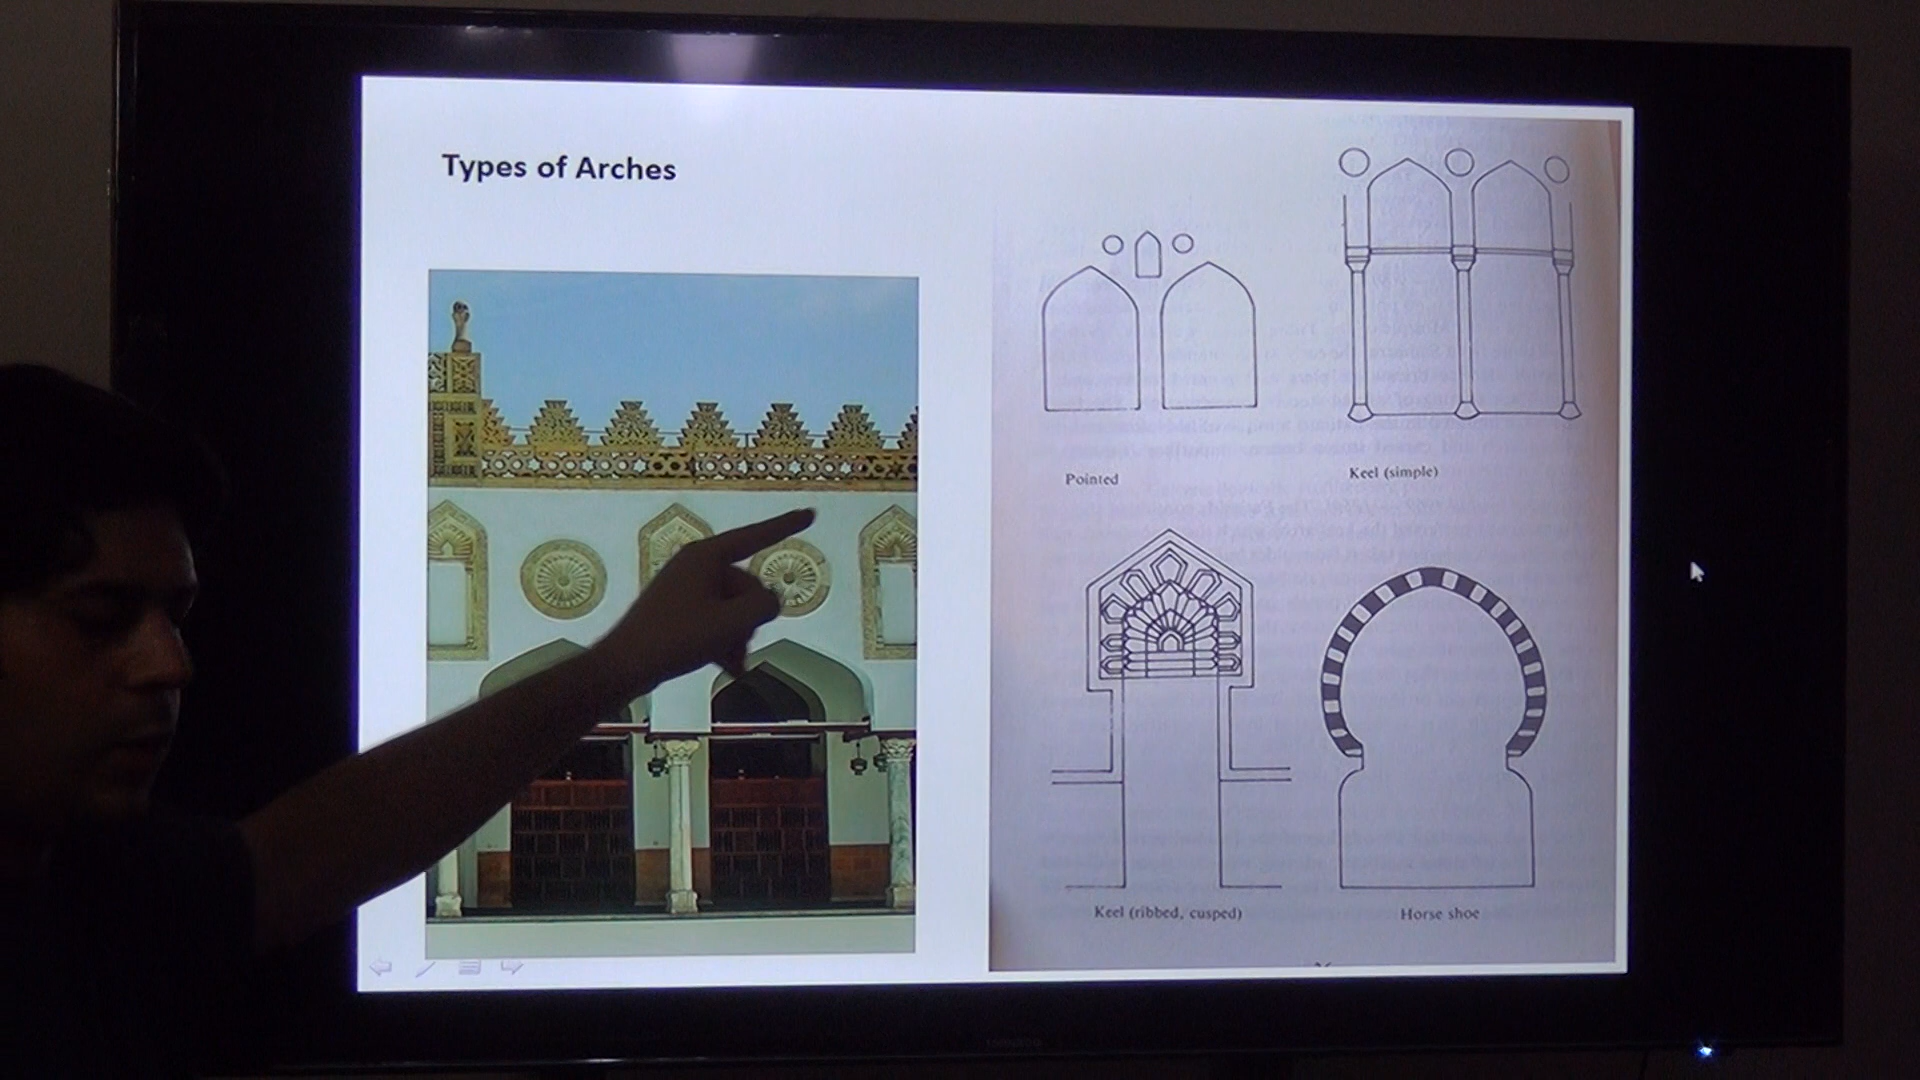 Types of Arches
Pointed
Keel (simple)
Keel (ribbed, cusped)
Horse shoe